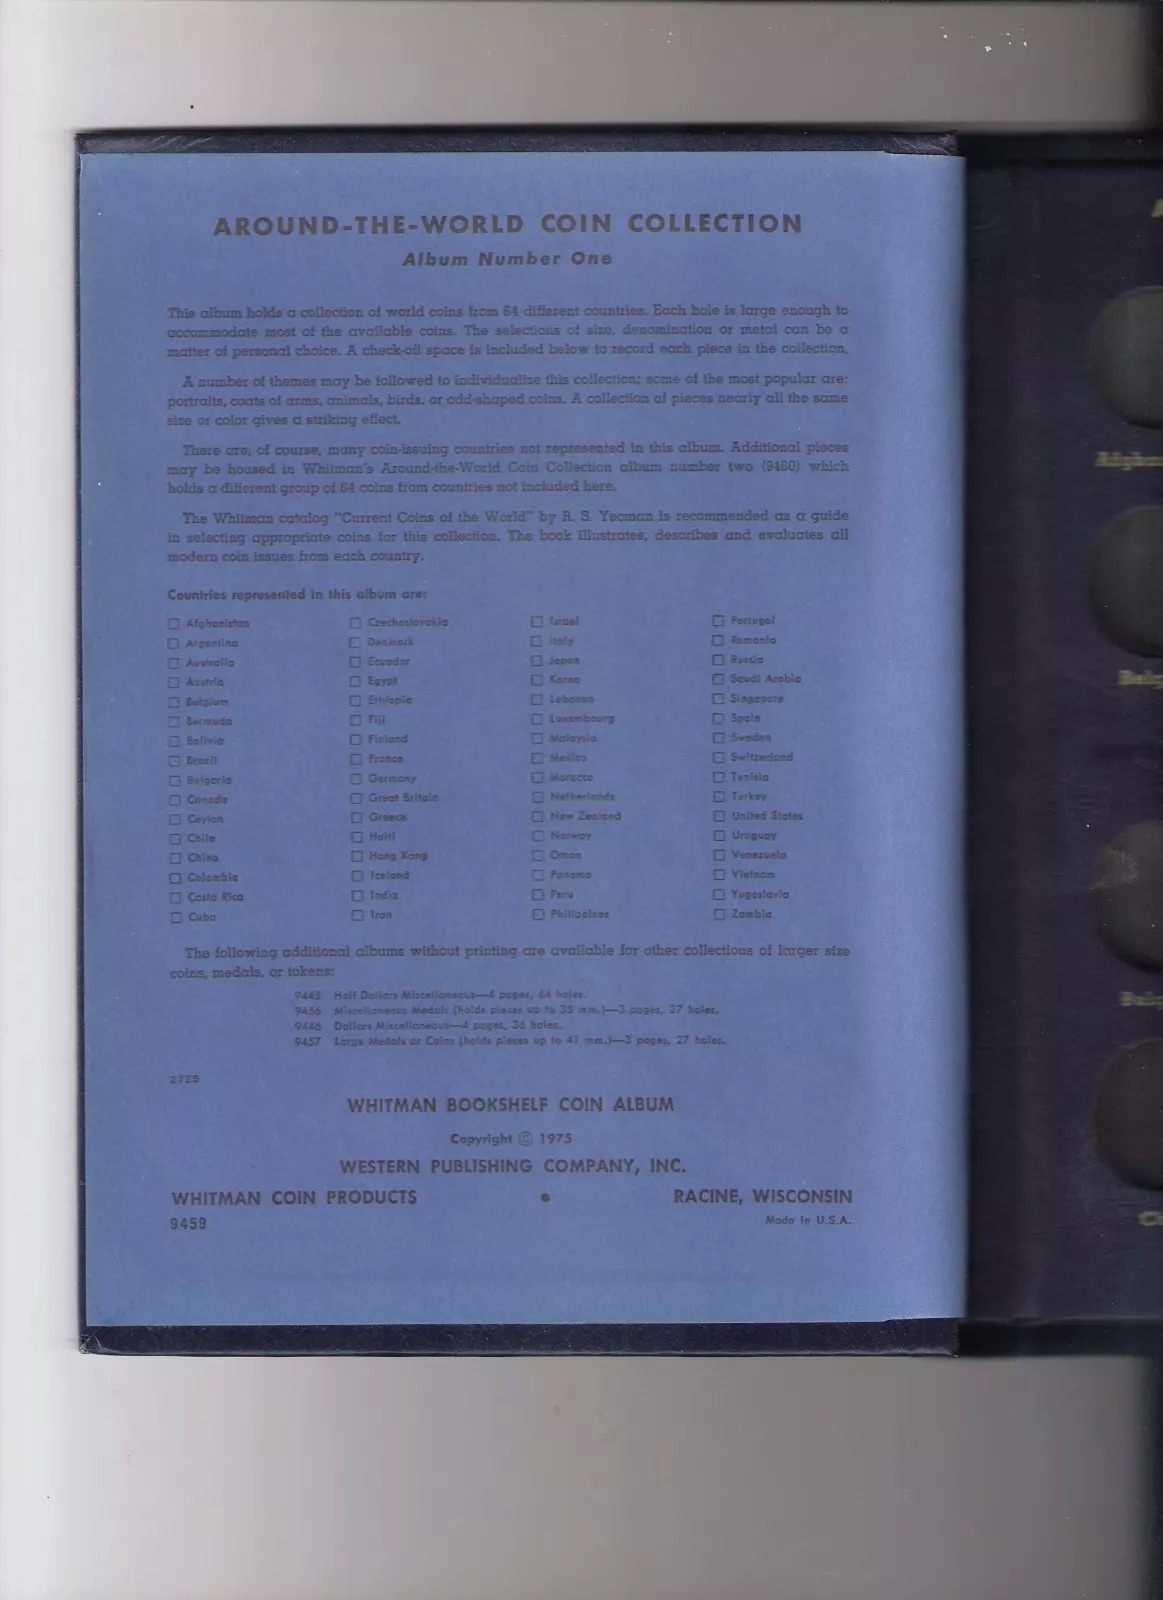 AROUND-THE-WORLD COIN COLLECTION
Album Number One
This album holds a collection of world coins from 64 different countries. Each hole is large enough to
accommodate most of the available coins. The selections of size, denomination or metal can be a
matter of personal choice. A check-off space is included below to record each piece in the collection.
A number of themes may be followed to individualize this collection; some of the most popular are:
portraits, coats of arms, animals, birds, or odd-shaped coins. A collection of pieces nearly all the same
size or color gives a striking effect.
There are, of course, many coin-issuing countries not represented in this album. Additional pieces
may be housed in Whitman's Around-the-World Coin Collection album number two (9460) which
holds a different group of 64 coins from countries not included here.
The Whitman catalog "Current Coins of the World" by R. S. Yeoman is recommended as a guide
in selecting appropriate coins for this collection. The book illustrates, describes and evaluates all
modern coin issues from each country.
Countries represented in this album are:
Afghanistan
Argentina
Australia
Austria
Belgium
Bermuda
Bolivia
Brazil
Bulgaria
Canada
Ceylon
Chile
China
Colombia
Costa Rica
Cuba
Czechoslovakia
Denmark
Ecuador
Egypt
Ethiopia
Fiji
Finland
France
Germany
Great Britain
Greece
Haiti
Hong Kong
Iceland
India
Iran
Israel
Italy
Japan
Korea
Lebanon
Luxembourg
Malaysia
Mexico
Morocco
Netherlands
New Zealand
Norway
Oman
Panama
Peru
Philippines
Portugal
Romania
Russia
Saudi Arabia
Singapore
Spain
Sweden
Switzerland
Tunisia
Turkey
United States
Uruguay
Venezuela
Vietnam
Yugoslavia
Zambia
The following additional albums without printing are available for other collections of larger size
coins, medals, or tokens:
9445 Half Dollars Miscellaneous—4 pages, 64 holes.
9456 Miscellaneous Medals (holds pieces up to 35 mm.)—3 pages, 27 holes.
9446 Dollars Miscellaneous—4 pages, 36 holes.
9457 Large Medals or Coins (holds pieces up to 41 mm.)—3 pages, 27 holes.
2725
WHITMAN BOOKSHELF COIN ALBUM
Copyright © 1975
WESTERN PUBLISHING COMPANY, INC.
WHITMAN COIN PRODUCTS • RACINE, WISCONSIN
9459 Made in U.S.A.